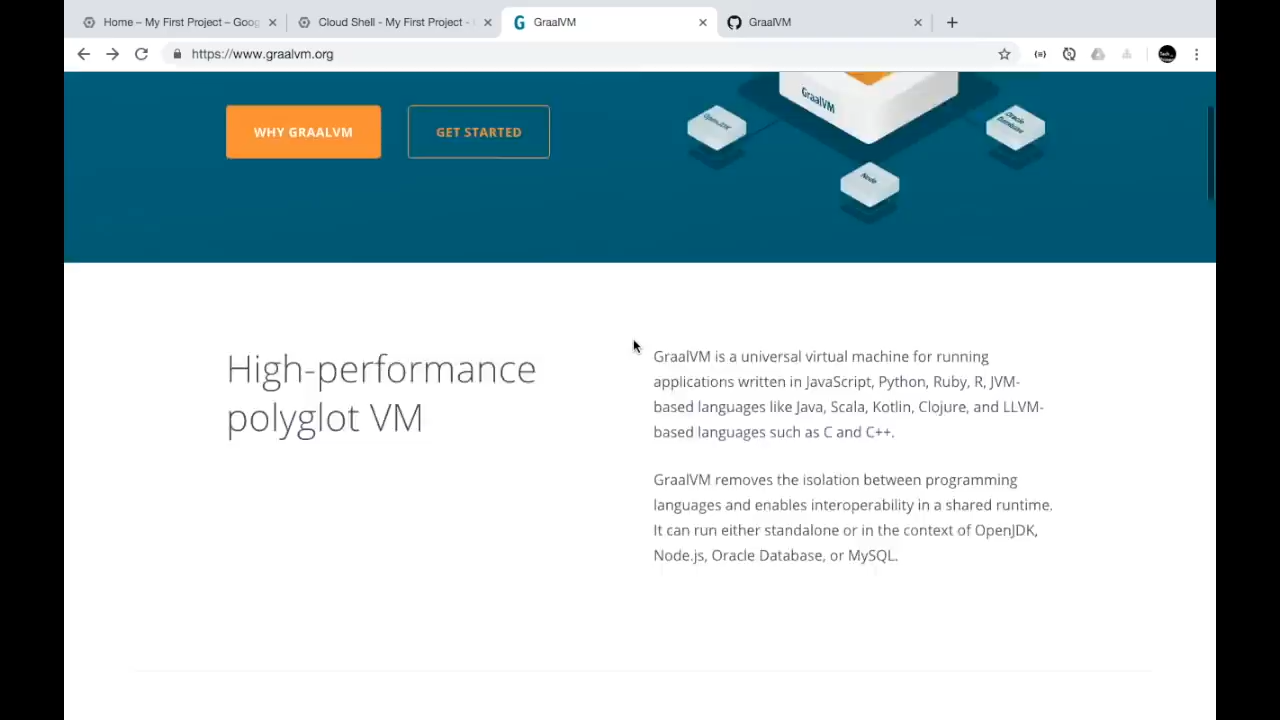 Home – My First Project – Goog
Cloud Shell - My First Project -
GraalVM
GraalVM
https://www.graalvm.org
GraalVM
OpenJDK
Oracle
Database
Node
WHY GRAALVM
GET STARTED
High-performance
polyglot VM
GraalVM is a universal virtual machine for running
applications written in JavaScript, Python, Ruby, R, JVM-
based languages like Java, Scala, Kotlin, Clojure, and LLVM-
based languages such as C and C++.
GraalVM removes the isolation between programming
languages and enables interoperability in a shared runtime.
It can run either standalone or in the context of OpenJDK,
Node.js, Oracle Database, or MySQL.